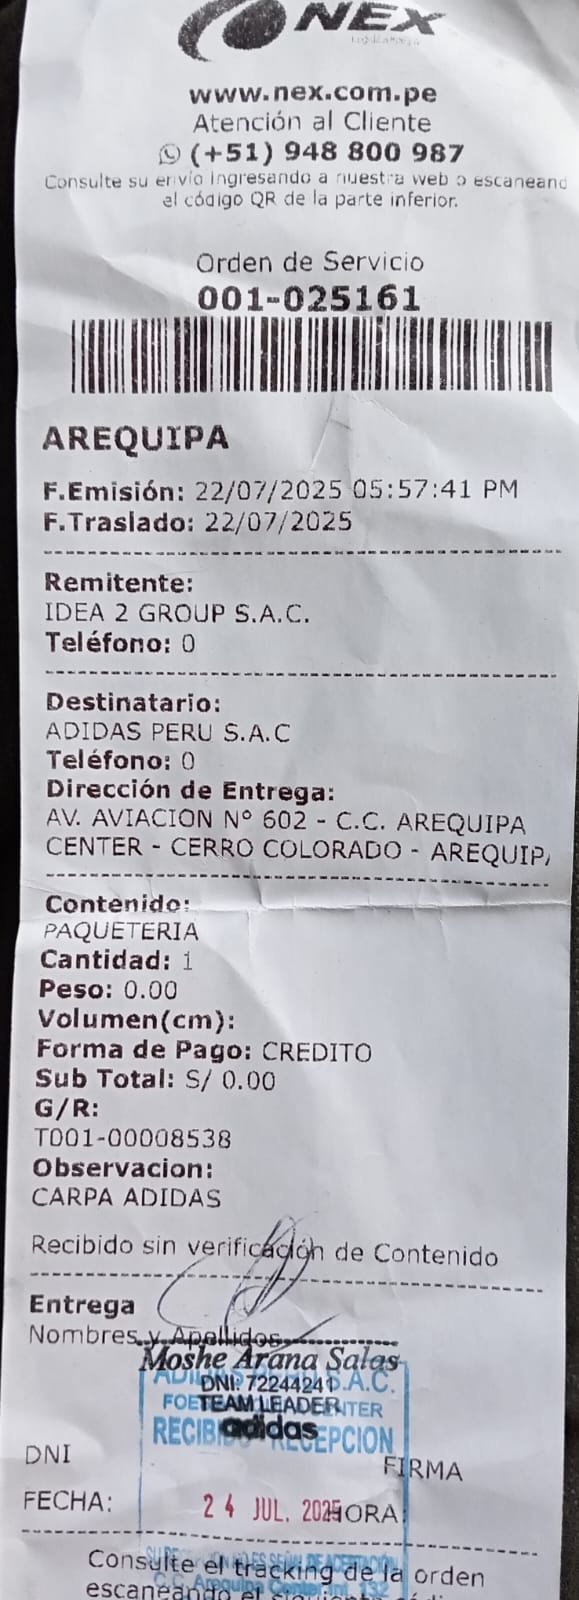 NEX
www.nex.com.pe
Atención al Cliente
(+51) 948 800 987
Consulte su envío ingresando a nuestra web o escaneand
el código QR de la parte inferior.
Orden de Servicio
001-025161
AREQUIPA
F.Emisión: 22/07/2025 05:57:41 PM
F.Traslado: 22/07/2025
Remitente:
IDEA 2 GROUP S.A.C.
Teléfono: 0
Destinatario:
ADIDAS PERU S.A.C
Teléfono: 0
Dirección de Entrega:
AV. AVIACION N° 602 - C.C. AREQUIPA
CENTER - CERRO COLORADO - AREQUIP
Contenido:
PAQUETERIA
Cantidad: 1
Peso: 0.00
Volumen(cm):
Forma de Pago: CREDITO
Sub Total: S/ 0.00
G/R:
T001-00008538
Observacion:
CARPA ADIDAS
Recibido sin verificación de Contenido
Entrega
Nombres y Apellidos
Moshe Arana Salas
S.A.C.
DNI: 72244241
TEAM LEADER
adidas
DNI
FIRMA
FECHA: 24 JUL. 2025 HORA:
Consulte el tracking de la orden
C.C. Arequipa Center Int. 132
escaneando el